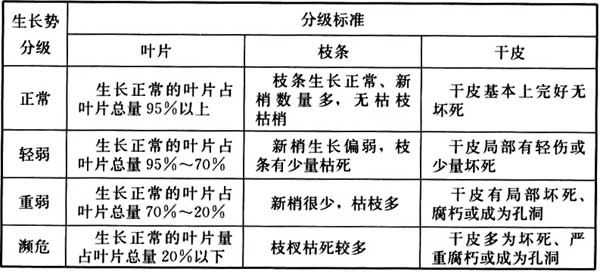 生长势分级
分级标准
叶片 枝条 干皮
正常
生长正常的叶片占
叶片总量95%以上
枝条生长正常、新
梢数量多，无枯枝
枯梢
干皮基本上完好无
坏死
轻弱
生长正常的叶片占
叶片总量95%～70%
新梢生长偏弱，枝
条有少量枯死
干皮局部有轻伤或
少量坏死
重弱
生长正常的叶片占
叶片总量70%～20%
新梢很少，枯枝多
干皮有局部坏死、
腐朽或成为孔洞
濒危
生长正常的叶片量
占叶片总量20%以下
枝杈枯死较多
干皮多为坏死、严
重腐朽或成为孔洞